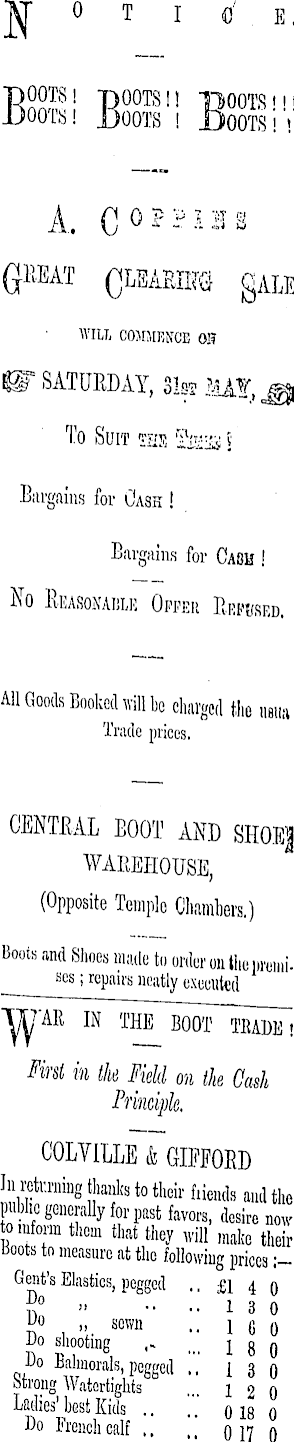 NOTICE.
BOOTS! BOOTS!! BOOTS!!!
BOOTS! BOOTS ! BOOTS! !
A. COPPINS
GREAT CLEARING SALE
WILL COMMENCE ON
SATURDAY, 31ST MAY,
TO SUIT THE TIMES!
Bargains for CASH !
Bargains for CASH !
NO REASONABLE OFFER REFUSED.
All Goods Booked will be charged the usua
Trade prices.
CENTRAL BOOT AND SHOE
WAREHOUSE,
(Opposite Temple Chambers.)
Boots and Shoes made to order on the premi-
ses ; repairs neatly executed
WAR IN THE BOOT TRADE !
First in the Field on the Cash
Principle.
COLVILLE & GIFFORD
In returning thanks to their friends and the
public generally for past favors, desire now
to inform them that they will make their
Boots to measure at the following prices :—
Gent's Elastics, pegged .. £1 4 0
Do ,, .. .. 1 3 0
Do ,, sewn .. 1 6 0
Do shooting .. ... 1 8 0
Do Balmorals, pegged .. 1 3 0
Strong Watertights ... 1 2 0
Ladies' best Kids .. .. 0 18 0
Do French calf .. .. 0 17 0